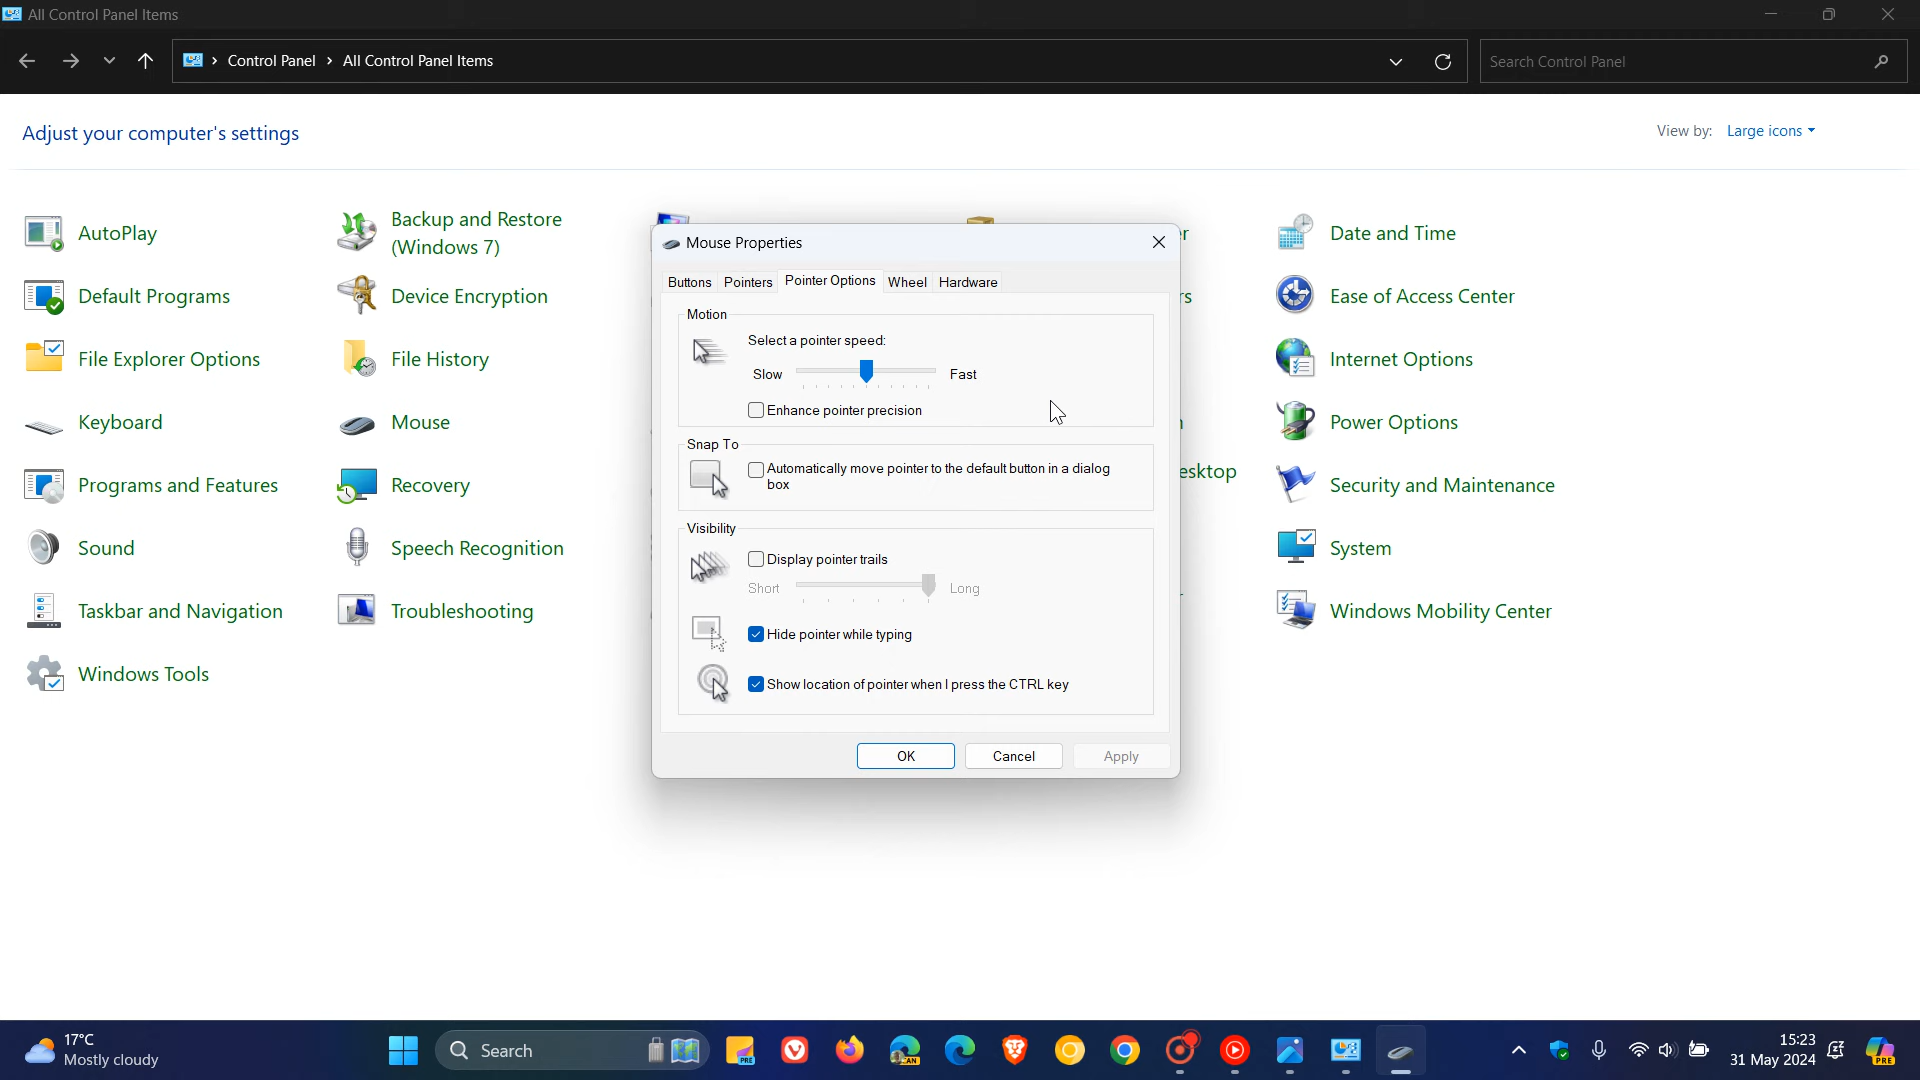 All Control Panel Items
Control Panel › All Control Panel Items
Search Control Panel
Adjust your computer's settings
View by: Large icons
AutoPlay
Backup and Restore
(Windows 7)
Date and Time
Default Programs
Device Encryption
Ease of Access Center
File Explorer Options
File History
Internet Options
Keyboard
Mouse
Power Options
Programs and Features
Recovery
esktop
Security and Maintenance
Sound
Speech Recognition
System
Taskbar and Navigation
Troubleshooting
Windows Mobility Center
Windows Tools
Mouse Properties
Buttons Pointers Pointer Options Wheel Hardware
Motion
Select a pointer speed:
Slow Fast
Enhance pointer precision
Snap To
Automatically move pointer to the default button in a dialog
box
Visibility
Display pointer trails
Short Long
Hide pointer while typing
Show location of pointer when I press the CTRL key
OK Cancel Apply
17°C
Mostly cloudy
Search
PRE
CAN
15:23
31 May 2024
PRE